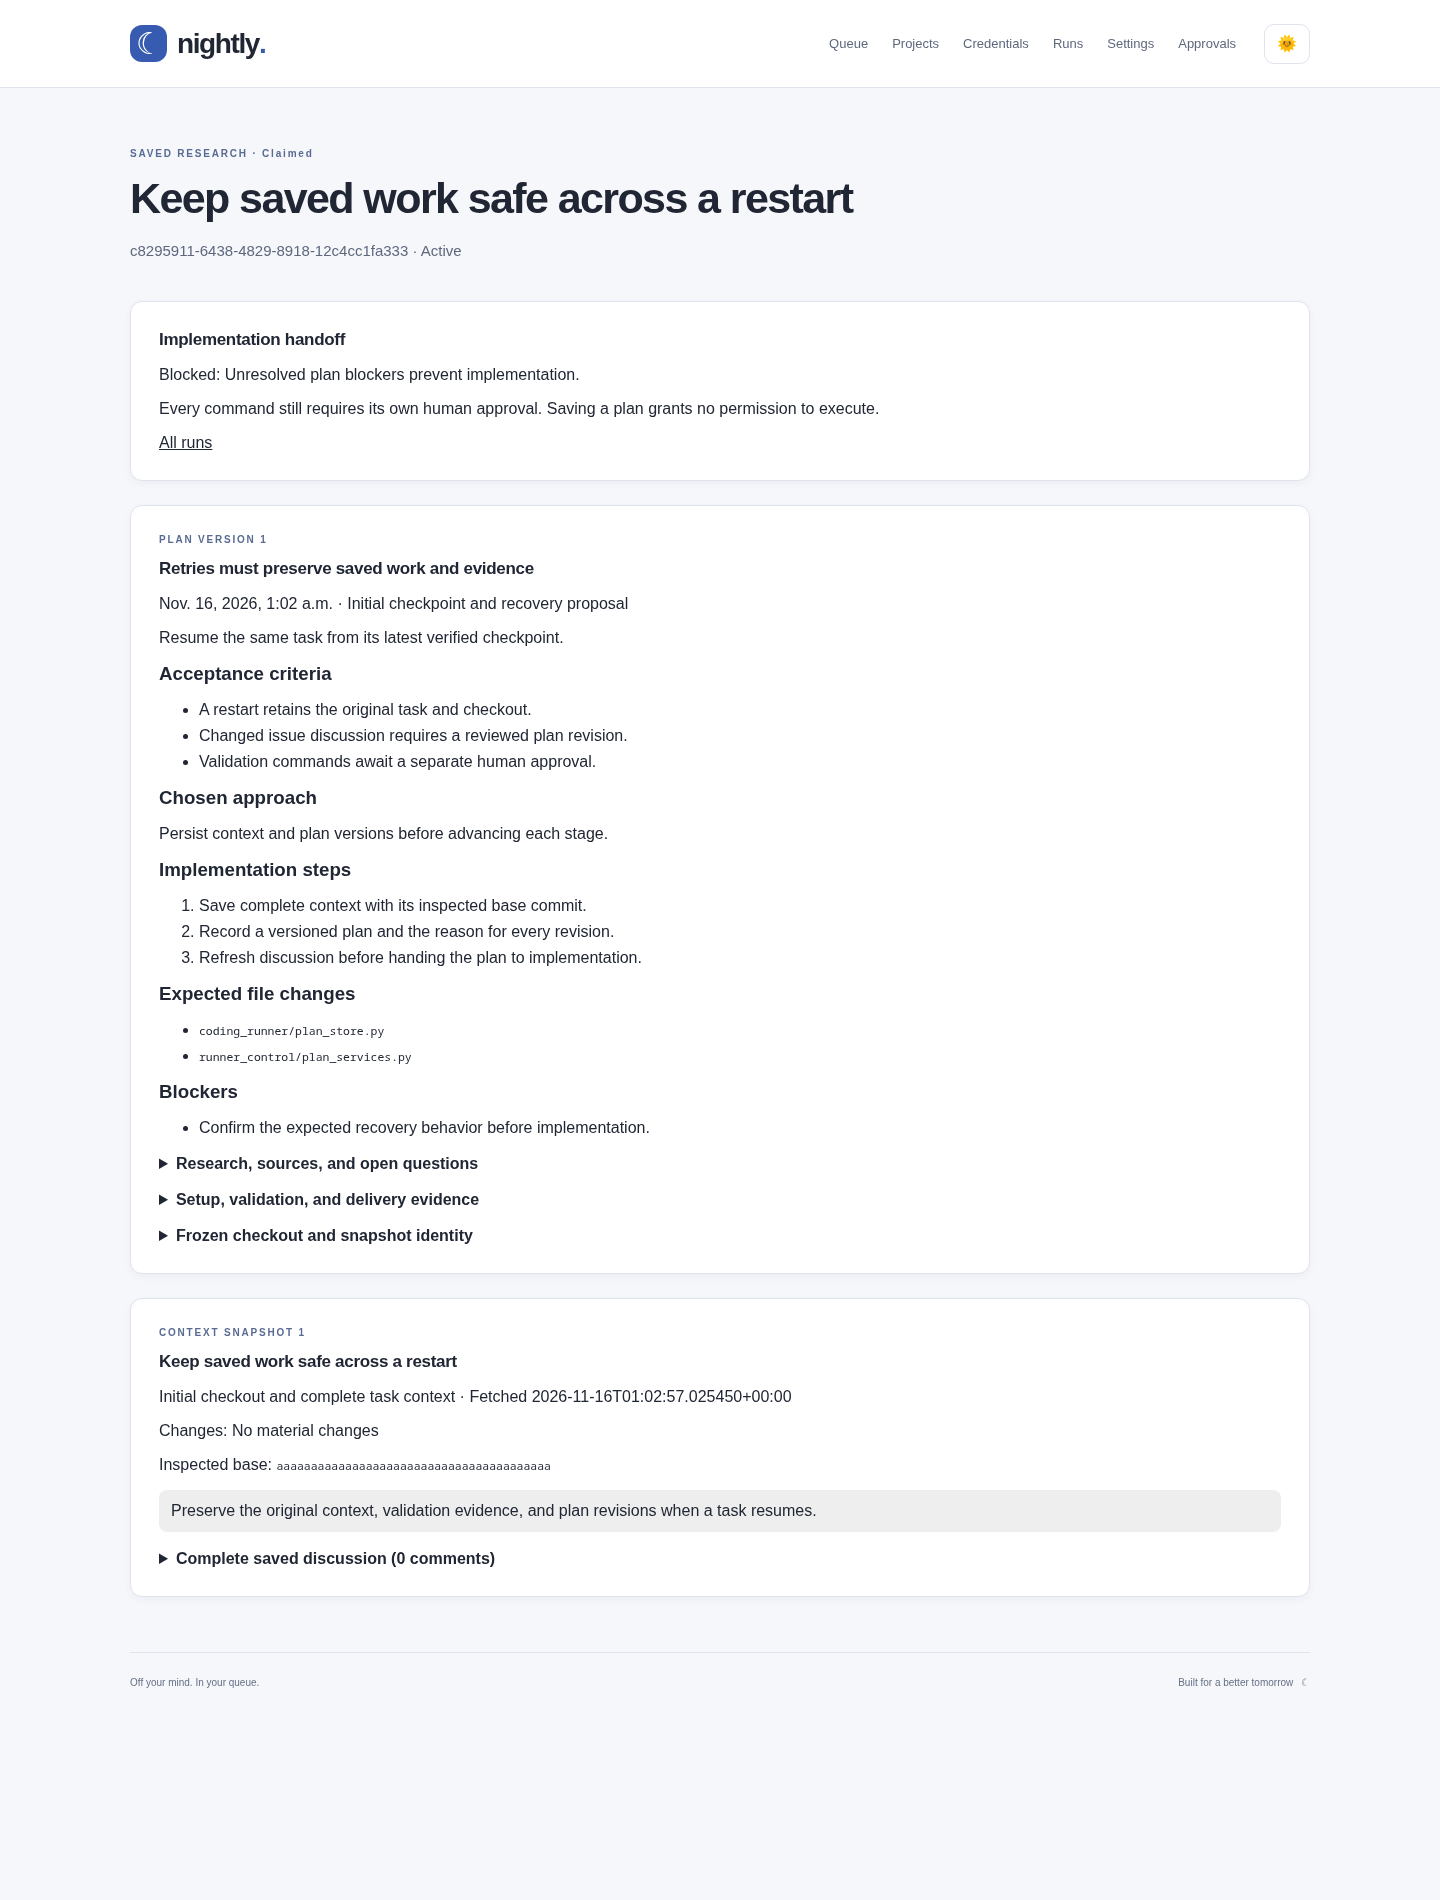 nightly.
Queue Projects Credentials Runs Settings Approvals
SAVED RESEARCH · Claimed
Keep saved work safe across a restart
c8295911-6438-4829-8918-12c4cc1fa333 · Active
Implementation handoff
Blocked: Unresolved plan blockers prevent implementation.
Every command still requires its own human approval. Saving a plan grants no permission to execute.
All runs
PLAN VERSION 1
Retries must preserve saved work and evidence
Nov. 16, 2026, 1:02 a.m. · Initial checkpoint and recovery proposal
Resume the same task from its latest verified checkpoint.
Acceptance criteria
• A restart retains the original task and checkout.
• Changed issue discussion requires a reviewed plan revision.
• Validation commands await a separate human approval.
Chosen approach
Persist context and plan versions before advancing each stage.
Implementation steps
1. Save complete context with its inspected base commit.
2. Record a versioned plan and the reason for every revision.
3. Refresh discussion before handing the plan to implementation.
Expected file changes
• coding_runner/plan_store.py
• runner_control/plan_services.py
Blockers
• Confirm the expected recovery behavior before implementation.
Research, sources, and open questions
Setup, validation, and delivery evidence
Frozen checkout and snapshot identity
CONTEXT SNAPSHOT 1
Keep saved work safe across a restart
Initial checkout and complete task context · Fetched 2026-11-16T01:02:57.025450+00:00
Changes: No material changes
Inspected base: aaaaaaaaaaaaaaaaaaaaaaaaaaaaaaaaaaaaaaaa
Preserve the original context, validation evidence, and plan revisions when a task resumes.
Complete saved discussion (0 comments)
Off your mind. In your queue.
Built for a better tomorrow ☾